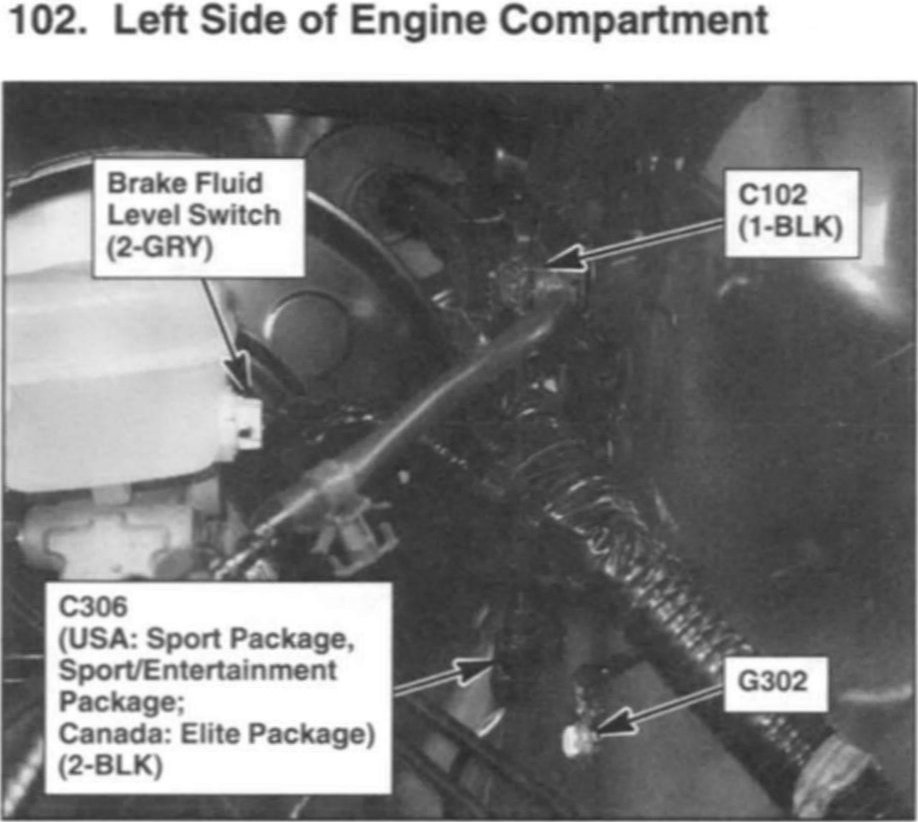 102. Left Side of Engine Compartment
Brake Fluid
Level Switch
(2-GRY)
C102
(1-BLK)
C306
(USA: Sport Package,
Sport/Entertainment
Package;
Canada: Elite Package)
(2-BLK)
G302